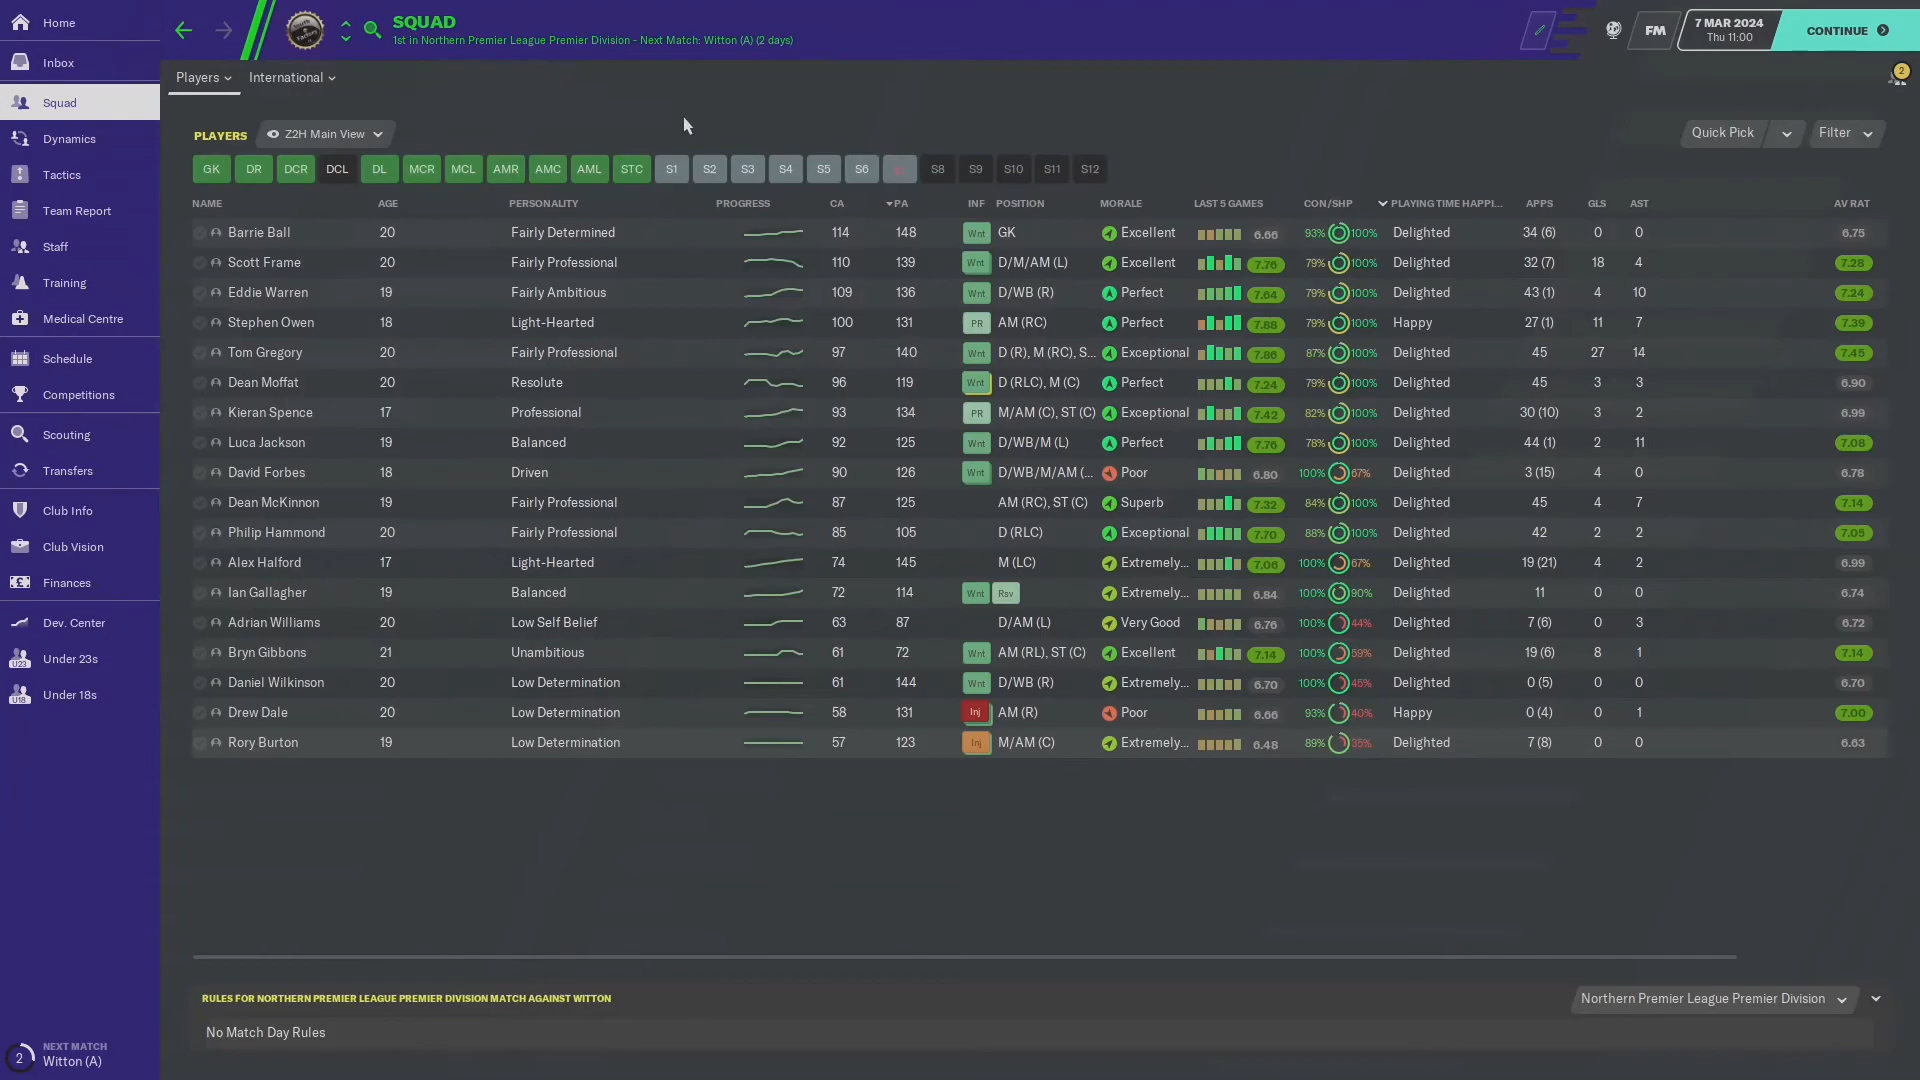 Home
Inbox
Squad
Dynamics
Tactics
Team Report
Staff
Training
Medical Centre
Schedule
Competitions
Scouting
Transfers
Club Info
Club Vision
Finances
Dev. Center
Under 23s
Under 18s
2 NEXT MATCH
Witton (A)
SQUAD
1st in Northern Premier League Premier Division - Next Match: Witton (A) (2 days)
FM
7 MAR 2024
Thu 11:00
CONTINUE
Players International
2
PLAYERS Z2H Main View Quick Pick Filter
GK DR DCR DCL DL MCR MCL AMR AMC AML STC S1 S2 S3 S4 S5 S6 S8 S9 S10 S11 S12
NAME AGE PERSONALITY PROGRESS CA PA INF POSITION MORALE LAST 5 GAMES CON/SHP PLAYING TIME HAPPI... APPS GLS AST AV RAT
Barrie Ball 20 Fairly Determined 114 148 Wnt GK Excellent 6.66 93% 100% Delighted 34 (6) 0 0 6.75
Scott Frame 20 Fairly Professional 110 139 Wnt D/M/AM (L) Excellent 7.76 79% 100% Delighted 32 (7) 18 4 7.28
Eddie Warren 19 Fairly Ambitious 109 136 Wnt D/WB (R) Perfect 7.64 79% 100% Delighted 43 (1) 4 10 7.24
Stephen Owen 18 Light-Hearted 100 131 PR AM (RC) Perfect 7.88 79% 100% Happy 27 (1) 11 7 7.39
Tom Gregory 20 Fairly Professional 97 140 Wnt D (R), M (RC), S... Exceptional 7.86 87% 100% Delighted 45 27 14 7.45
Dean Moffat 20 Resolute 96 119 Wnt D (RLC), M (C) Perfect 7.24 79% 100% Delighted 45 3 3 6.90
Kieran Spence 17 Professional 93 134 PR M/AM (C), ST (C) Exceptional 7.42 82% 100% Delighted 30 (10) 3 2 6.99
Luca Jackson 19 Balanced 92 125 Wnt D/WB/M (L) Perfect 7.76 78% 100% Delighted 44 (1) 2 11 7.08
David Forbes 18 Driven 90 126 Wnt D/WB/M/AM (... Poor 6.80 100% 67% Delighted 3 (15) 4 0 6.78
Dean McKinnon 19 Fairly Professional 87 125 AM (RC), ST (C) Superb 7.32 84% 100% Delighted 45 4 7 7.14
Philip Hammond 20 Fairly Professional 85 105 D (RLC) Exceptional 7.70 88% 100% Delighted 42 2 2 7.05
Alex Halford 17 Light-Hearted 74 145 M (LC) Extremely... 7.06 100% 67% Delighted 19 (21) 4 2 6.99
Ian Gallagher 19 Balanced 72 114 Wnt Rsv Extremely... 6.84 100% 90% Delighted 11 0 0 6.74
Adrian Williams 20 Low Self Belief 63 87 D/AM (L) Very Good 6.76 100% 44% Delighted 7 (6) 0 3 6.72
Bryn Gibbons 21 Unambitious 61 72 Wnt AM (RL), ST (C) Excellent 7.14 100% 59% Delighted 19 (6) 8 1 7.14
Daniel Wilkinson 20 Low Determination 61 144 Wnt D/WB (R) Extremely... 6.70 100% 45% Delighted 0 (5) 0 0 6.70
Drew Dale 20 Low Determination 58 131 Inj AM (R) Poor 6.66 93% 40% Happy 0 (4) 0 1 7.00
Rory Burton 19 Low Determination 57 123 Inj M/AM (C) Extremely... 6.48 89% 35% Delighted 7 (8) 0 0 6.63
RULES FOR NORTHERN PREMIER LEAGUE PREMIER DIVISION MATCH AGAINST WITTON
Northern Premier League Premier Division
No Match Day Rules